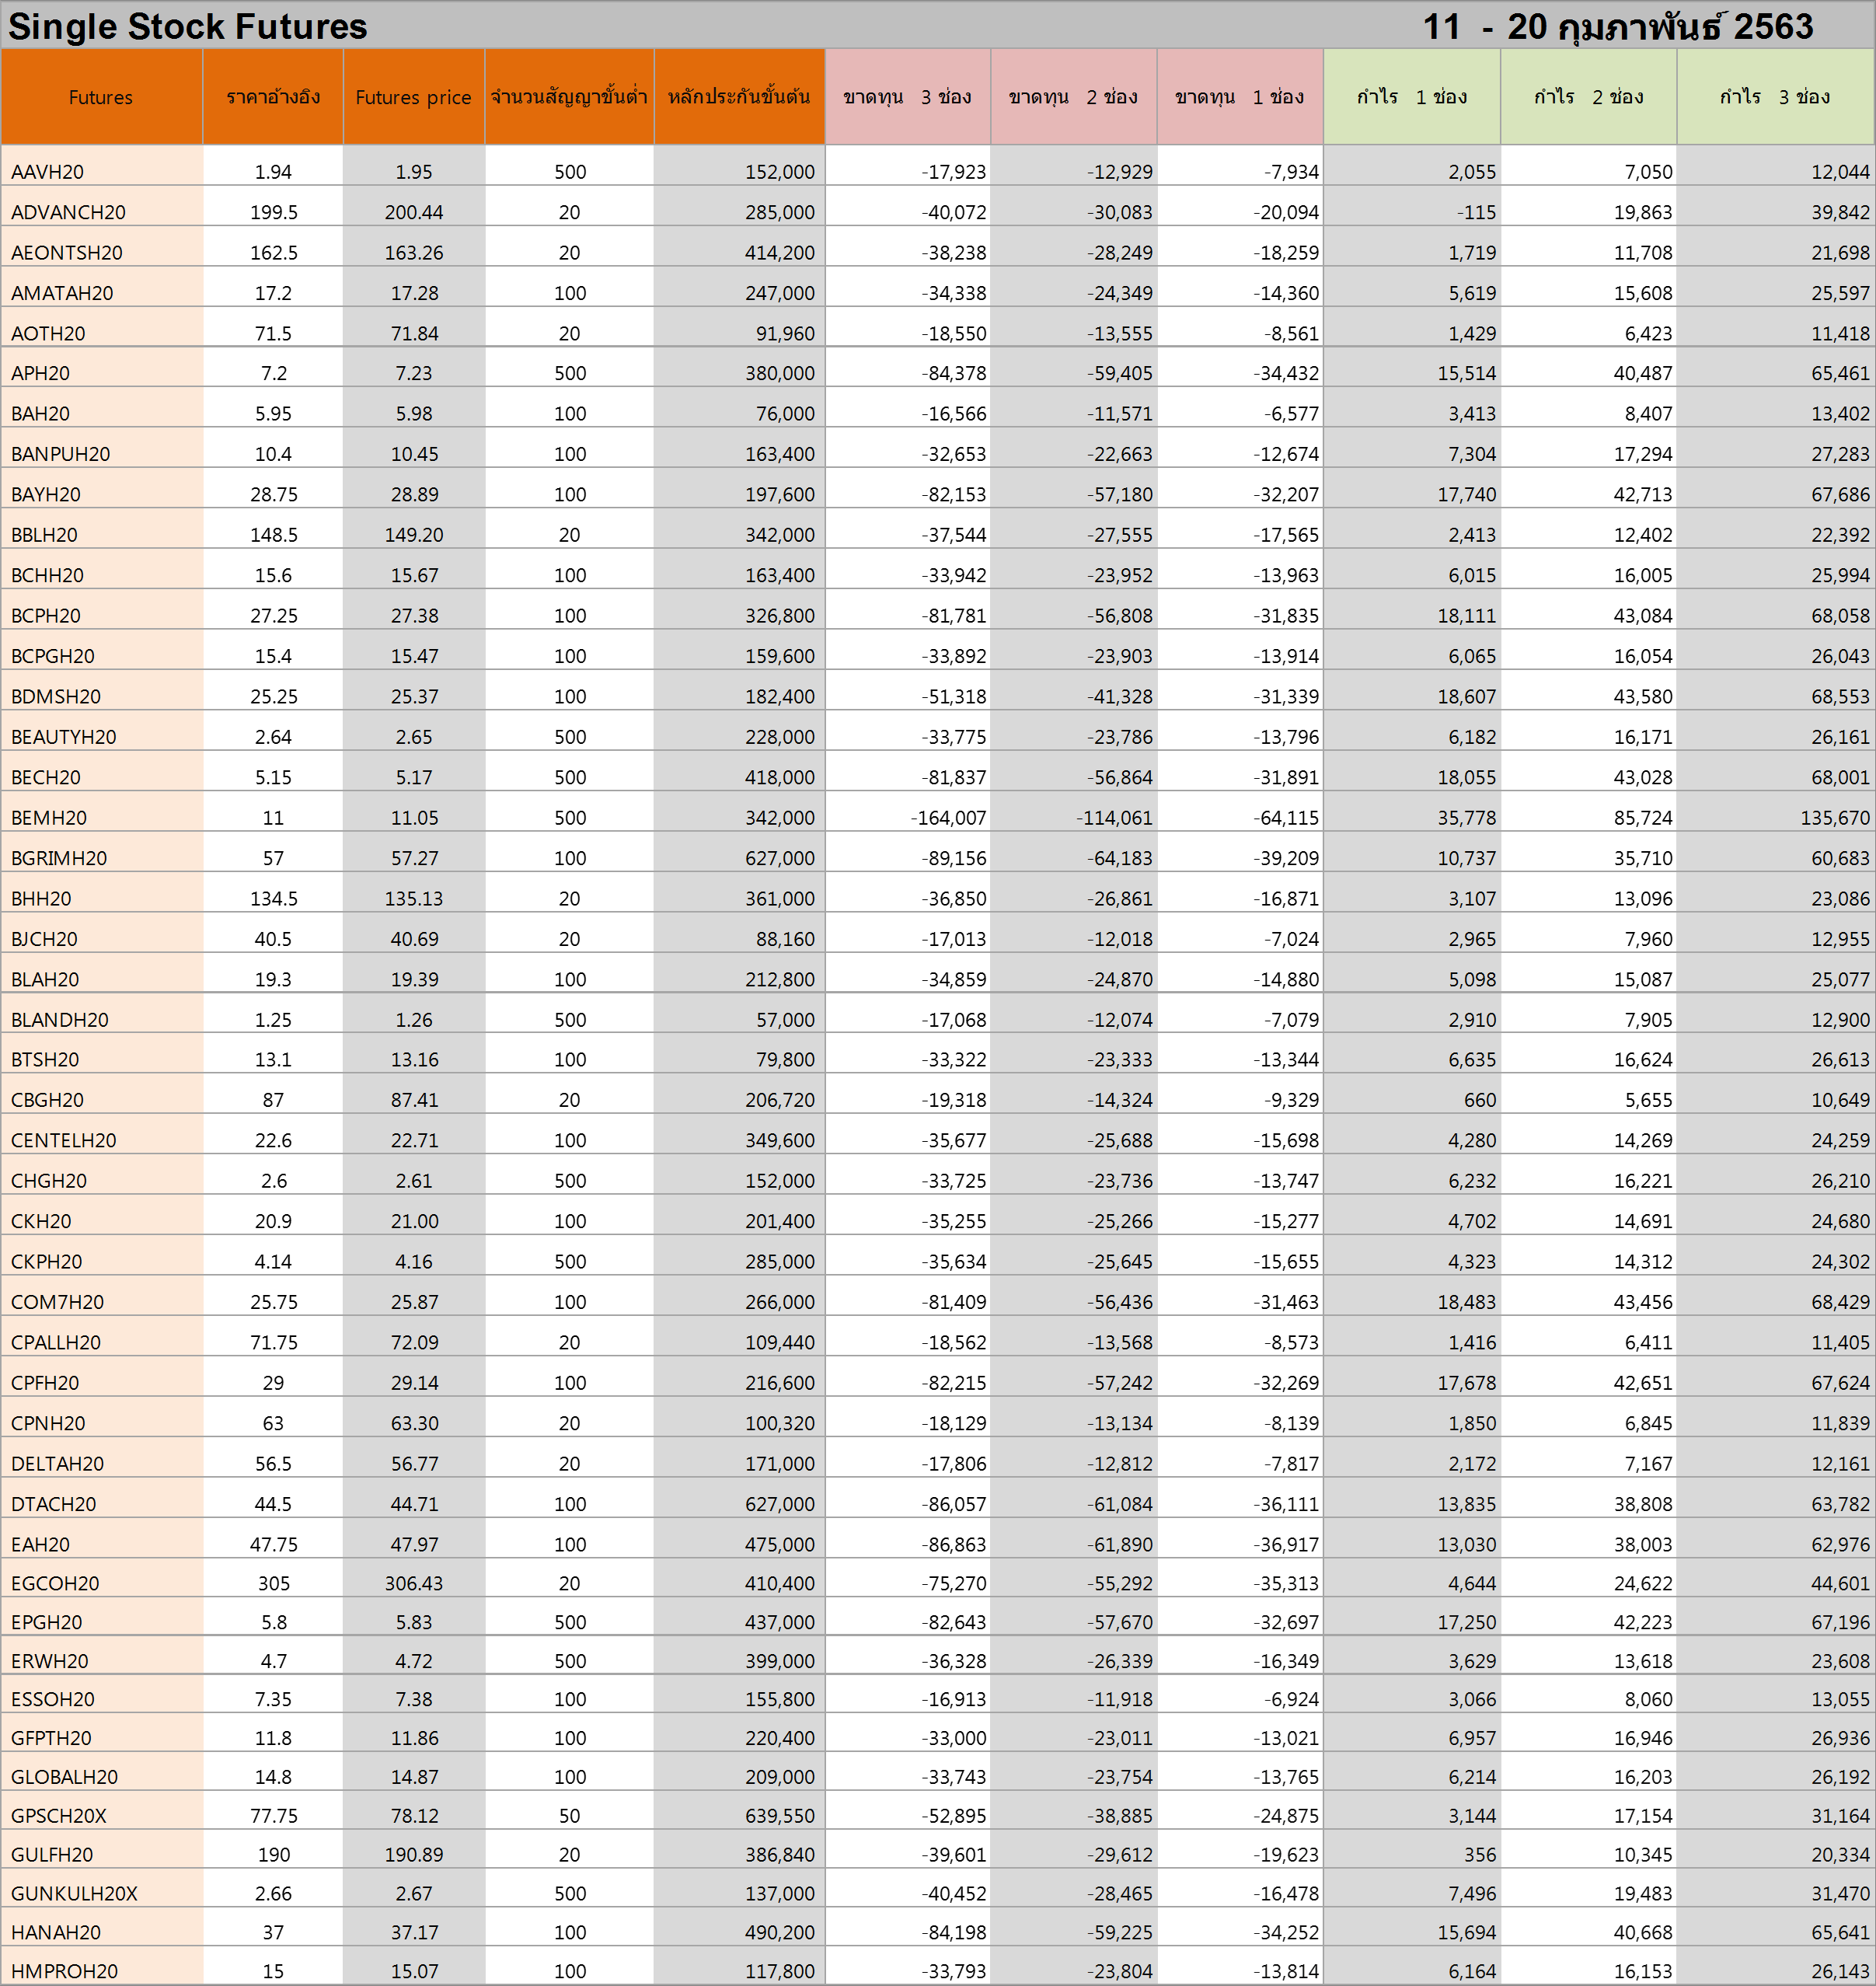 Single Stock Futures 11 - 20 กุมภาพันธ์ 2563
Futures ราคาอ้างอิง Futures price จำนวนสัญญาขั้นต่ำ หลักประกันขั้นต้น ขาดทุน 3 ช่อง ขาดทุน 2 ช่อง ขาดทุน 1 ช่อง กำไร 1 ช่อง กำไร 2 ช่อง กำไร 3 ช่อง
AAVH20 1.94 1.95 500 152,000 -17,923 -12,929 -7,934 2,055 7,050 12,044
ADVANCH20 199.5 200.44 20 285,000 -40,072 -30,083 -20,094 -115 19,863 39,842
AEONTSH20 162.5 163.26 20 414,200 -38,238 -28,249 -18,259 1,719 11,708 21,698
AMATAH20 17.2 17.28 100 247,000 -34,338 -24,349 -14,360 5,619 15,608 25,597
AOTH20 71.5 71.84 20 91,960 -18,550 -13,555 -8,561 1,429 6,423 11,418
APH20 7.2 7.23 500 380,000 -84,378 -59,405 -34,432 15,514 40,487 65,461
BAH20 5.95 5.98 100 76,000 -16,566 -11,571 -6,577 3,413 8,407 13,402
BANPUH20 10.4 10.45 100 163,400 -32,653 -22,663 -12,674 7,304 17,294 27,283
BAYH20 28.75 28.89 100 197,600 -82,153 -57,180 -32,207 17,740 42,713 67,686
BBLH20 148.5 149.20 20 342,000 -37,544 -27,555 -17,565 2,413 12,402 22,392
BCHH20 15.6 15.67 100 163,400 -33,942 -23,952 -13,963 6,015 16,005 25,994
BCPH20 27.25 27.38 100 326,800 -81,781 -56,808 -31,835 18,111 43,084 68,058
BCPGH20 15.4 15.47 100 159,600 -33,892 -23,903 -13,914 6,065 16,054 26,043
BDMSH20 25.25 25.37 100 182,400 -51,318 -41,328 -31,339 18,607 43,580 68,553
BEAUTYH20 2.64 2.65 500 228,000 -33,775 -23,786 -13,796 6,182 16,171 26,161
BECH20 5.15 5.17 500 418,000 -81,837 -56,864 -31,891 18,055 43,028 68,001
BEMH20 11 11.05 500 342,000 -164,007 -114,061 -64,115 35,778 85,724 135,670
BGRIMH20 57 57.27 100 627,000 -89,156 -64,183 -39,209 10,737 35,710 60,683
BHH20 134.5 135.13 20 361,000 -36,850 -26,861 -16,871 3,107 13,096 23,086
BJCH20 40.5 40.69 20 88,160 -17,013 -12,018 -7,024 2,965 7,960 12,955
BLAH20 19.3 19.39 100 212,800 -34,859 -24,870 -14,880 5,098 15,087 25,077
BLANDH20 1.25 1.26 500 57,000 -17,068 -12,074 -7,079 2,910 7,905 12,900
BTSH20 13.1 13.16 100 79,800 -33,322 -23,333 -13,344 6,635 16,624 26,613
CBGH20 87 87.41 20 206,720 -19,318 -14,324 -9,329 660 5,655 10,649
CENTELH20 22.6 22.71 100 349,600 -35,677 -25,688 -15,698 4,280 14,269 24,259
CHGH20 2.6 2.61 500 152,000 -33,725 -23,736 -13,747 6,232 16,221 26,210
CKH20 20.9 21.00 100 201,400 -35,255 -25,266 -15,277 4,702 14,691 24,680
CKPH20 4.14 4.16 500 285,000 -35,634 -25,645 -15,655 4,323 14,312 24,302
COM7H20 25.75 25.87 100 266,000 -81,409 -56,436 -31,463 18,483 43,456 68,429
CPALLH20 71.75 72.09 20 109,440 -18,562 -13,568 -8,573 1,416 6,411 11,405
CPFH20 29 29.14 100 216,600 -82,215 -57,242 -32,269 17,678 42,651 67,624
CPNH20 63 63.30 20 100,320 -18,129 -13,134 -8,139 1,850 6,845 11,839
DELTAH20 56.5 56.77 20 171,000 -17,806 -12,812 -7,817 2,172 7,167 12,161
DTACH20 44.5 44.71 100 627,000 -86,057 -61,084 -36,111 13,835 38,808 63,782
EAH20 47.75 47.97 100 475,000 -86,863 -61,890 -36,917 13,030 38,003 62,976
EGCOH20 305 306.43 20 410,400 -75,270 -55,292 -35,313 4,644 24,622 44,601
EPGH20 5.8 5.83 500 437,000 -82,643 -57,670 -32,697 17,250 42,223 67,196
ERWH20 4.7 4.72 500 399,000 -36,328 -26,339 -16,349 3,629 13,618 23,608
ESSOH20 7.35 7.38 100 155,800 -16,913 -11,918 -6,924 3,066 8,060 13,055
GFPTH20 11.8 11.86 100 220,400 -33,000 -23,011 -13,021 6,957 16,946 26,936
GLOBALH20 14.8 14.87 100 209,000 -33,743 -23,754 -13,765 6,214 16,203 26,192
GPSCH20X 77.75 78.12 50 639,550 -52,895 -38,885 -24,875 3,144 17,154 31,164
GULFH20 190 190.89 20 386,840 -39,601 -29,612 -19,623 356 10,345 20,334
GUNKULH20X 2.66 2.67 500 137,000 -40,452 -28,465 -16,478 7,496 19,483 31,470
HANAH20 37 37.17 100 490,200 -84,198 -59,225 -34,252 15,694 40,668 65,641
HMPROH20 15 15.07 100 117,800 -33,793 -23,804 -13,814 6,164 16,153 26,143